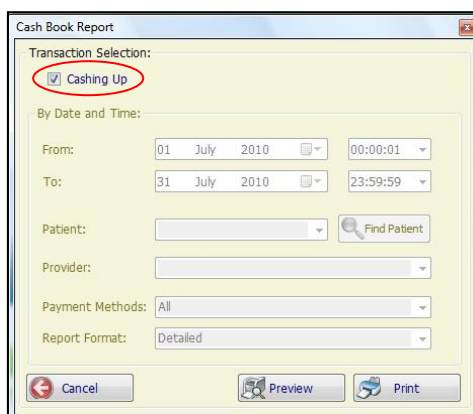 Cash Book Report
Transaction Selection:
Cashing Up
By Date and Time:
From: 01 July 2010 00:00:01
To: 31 July 2010 23:59:59
Patient: Find Patient
Provider:
Payment Methods: All
Report Format: Detailed
Cancel Preview Print